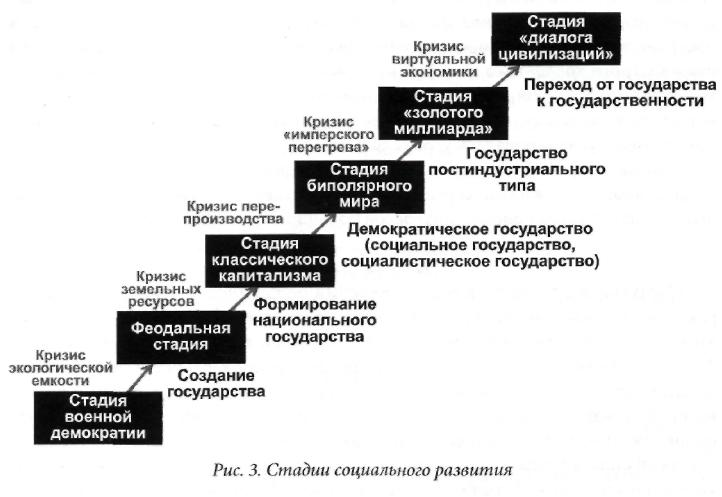 Стадия
«диалога
цивилизаций»
Кризис
виртуальной
экономики
Переход от государства
к государственности
Стадия
«золотого
миллиарда»
Кризис
«имперского
перегрева»
Государство
постиндустриального
типа
Стадия
биполярного
мира
Кризис пере-
производства
Демократическое государство
(социальное государство,
социалистическое государство)
Стадия
классического
капитализма
Кризис
земельных
ресурсов
Формирование
национального
государства
Феодальная
стадия
Кризис
экологической
емкости
Создание
государства
Стадия
военной
демократии
Рис. 3. Стадии социального развития